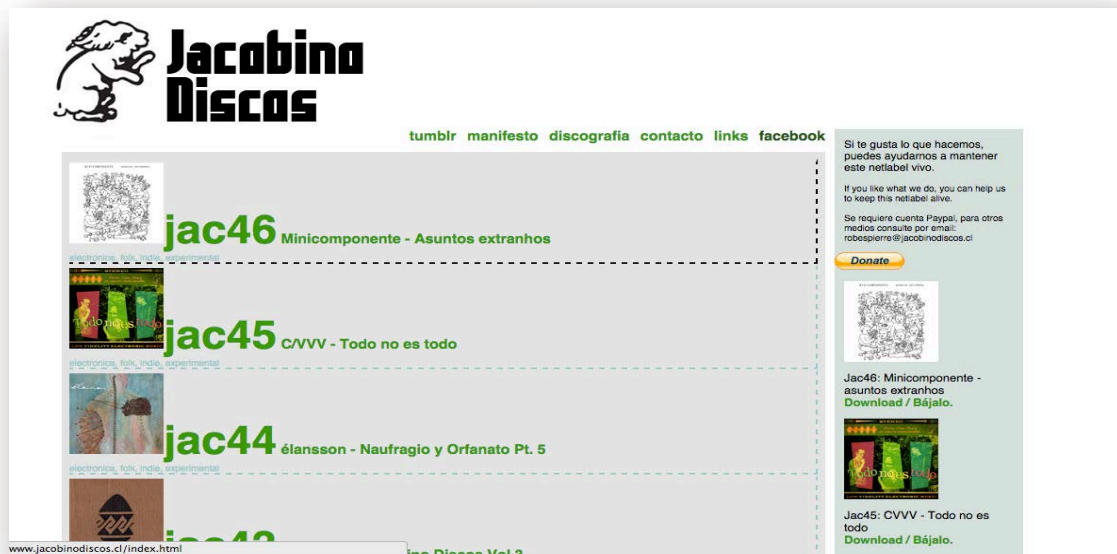 Jacobino
Discos
tumblr manifesto discografia contacto links facebook
jac46 Minicomponente - Asuntos extranhos
electronica, folk, indie, experimental
Todo no es todo
jac45 C/VVV - Todo no es todo
electronica, folk, indie, experimental
jac44 élansson - Naufragio y Orfanato Pt. 5
electronica, folk, indie, experimental
Si te gusta lo que hacemos,
puedes ayudarnos a mantener
este netlabel vivo.
If you like what we do, you can help us
to keep this netlabel alive.
Se requiere cuenta Paypal, para otros
medios consulte por email:
robespierre@jacobinodiscos.cl
Donate
Jac46: Minicomponente -
asuntos extranhos
Download / Bájalo.
Todo no es todo
Jac45: CVVV - Todo no es
todo
Download / Bájalo.
www.jacobinodiscos.cl/index.html